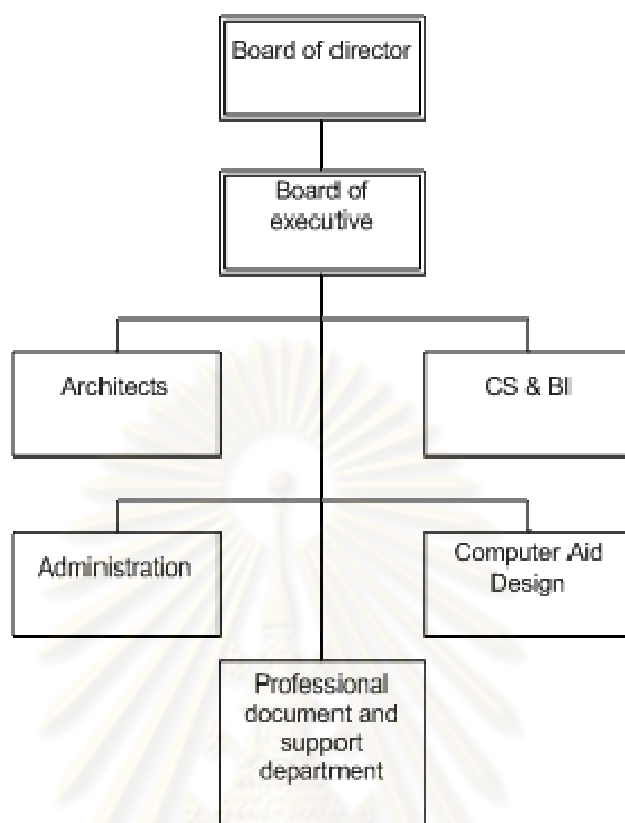 Board of director
Board of
executive
Architects
CS & BI
Administration
Computer Aid
Design
Professional
document and
support
department